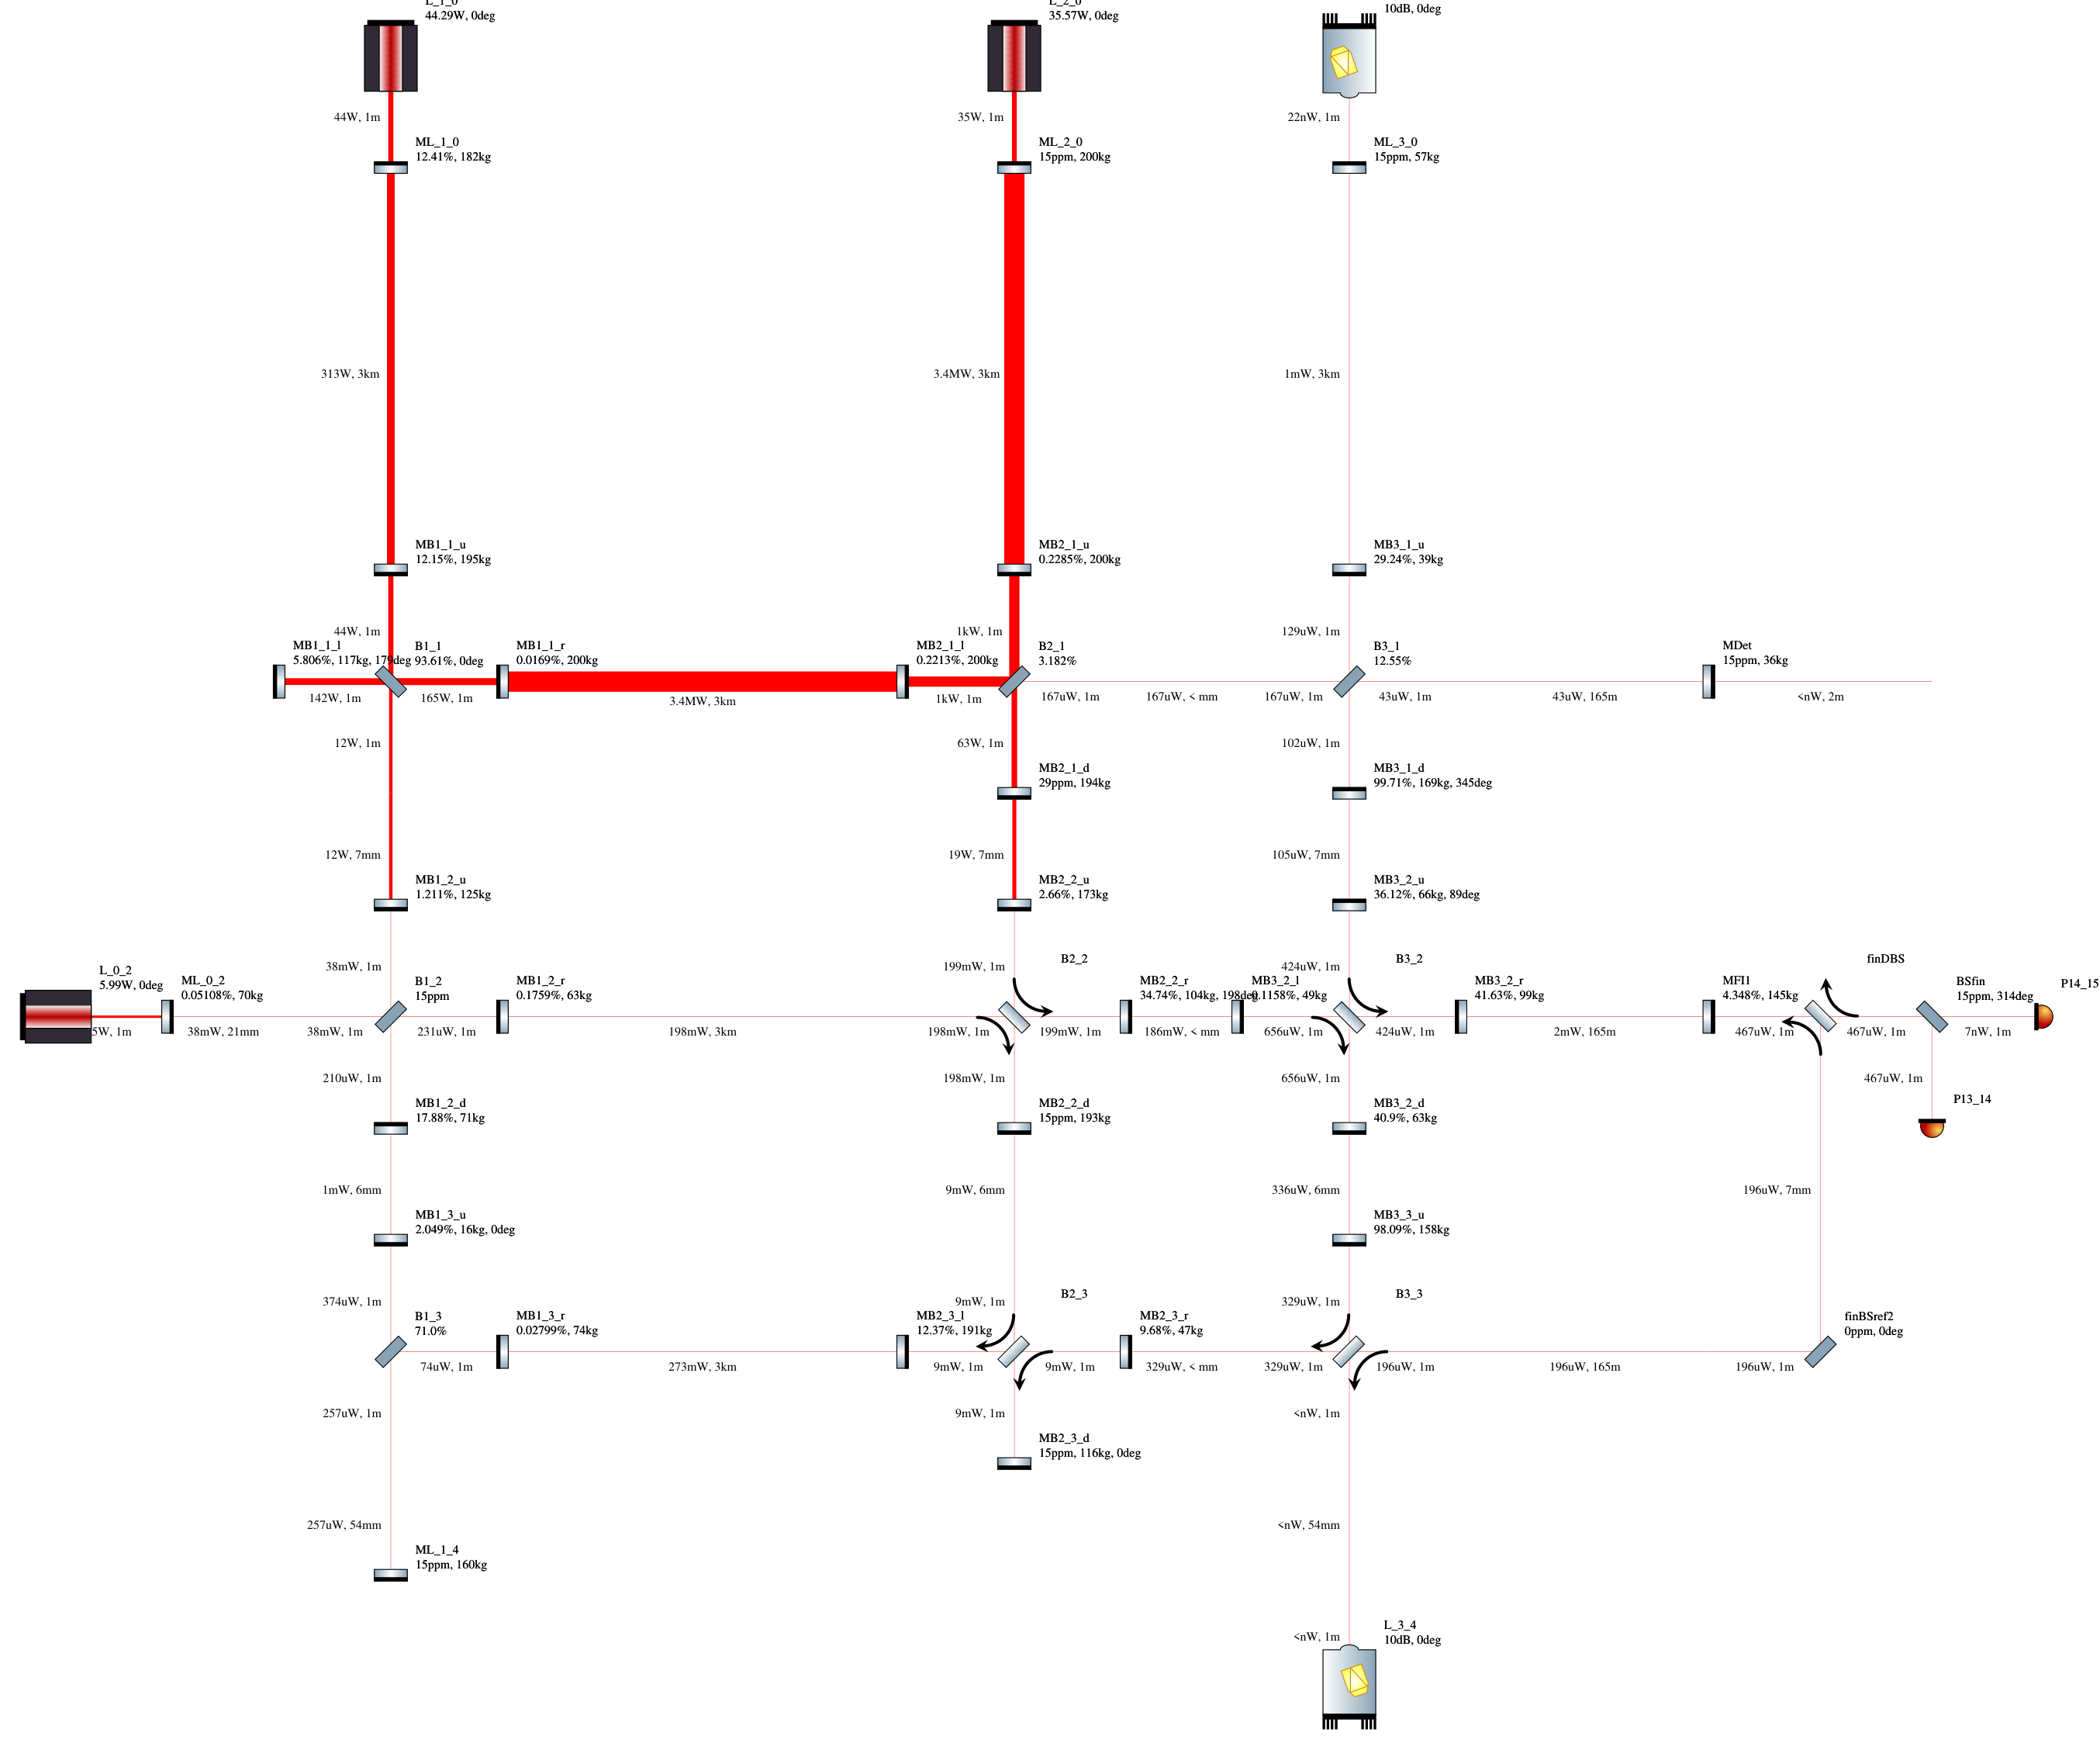 L_1_0
44.29W, 0deg
L_2_0
35.57W, 0deg
10dB, 0deg
44W, 1m
35W, 1m
22nW, 1m
ML_1_0
12.41%, 182kg
ML_2_0
15ppm, 200kg
ML_3_0
15ppm, 57kg
313W, 3km
3.4MW, 3km
1mW, 3km
MB1_1_u
12.15%, 195kg
MB2_1_u
0.2285%, 200kg
MB3_1_u
29.24%, 39kg
44W, 1m
1kW, 1m
129uW, 1m
MB1_1_l
5.806%, 117kg, 179deg
B1_1
93.61%, 0deg
MB1_1_r
0.0169%, 200kg
MB2_1_l
0.2213%, 200kg
B2_1
3.182%
B3_1
12.55%
MDet
15ppm, 36kg
142W, 1m
165W, 1m
3.4MW, 3km
1kW, 1m
167uW, 1m
167uW, < mm
167uW, 1m
43uW, 1m
43uW, 165m
<nW, 2m
12W, 1m
63W, 1m
102uW, 1m
MB2_1_d
29ppm, 194kg
MB3_1_d
99.71%, 169kg, 345deg
12W, 7mm
19W, 7mm
105uW, 7mm
MB1_2_u
1.211%, 125kg
MB2_2_u
2.66%, 173kg
MB3_2_u
36.12%, 66kg, 89deg
38mW, 1m
199mW, 1m
424uW, 1m
B2_2
B3_2
finDBS
L_0_2
5.99W, 0deg
ML_0_2
0.05108%, 70kg
B1_2
15ppm
MB1_2_r
0.1759%, 63kg
MB2_2_r
34.74%, 104kg, 198deg
MB3_2_l
0.1158%, 49kg
MB3_2_r
41.63%, 99kg
MFI1
4.348%, 145kg
BSfin
15ppm, 314deg
P14_15
5W, 1m
38mW, 21mm
38mW, 1m
231uW, 1m
198mW, 3km
198mW, 1m
199mW, 1m
186mW, < mm
656uW, 1m
424uW, 1m
2mW, 165m
467uW, 1m
467uW, 1m
7nW, 1m
210uW, 1m
198mW, 1m
656uW, 1m
467uW, 1m
MB1_2_d
17.88%, 71kg
MB2_2_d
15ppm, 193kg
MB3_2_d
40.9%, 63kg
P13_14
1mW, 6mm
9mW, 6mm
336uW, 6mm
196uW, 7mm
MB1_3_u
2.049%, 16kg, 0deg
MB3_3_u
98.09%, 158kg
374uW, 1m
9mW, 1m
329uW, 1m
B2_3
B3_3
B1_3
71.0%
MB1_3_r
0.02799%, 74kg
MB2_3_l
12.37%, 191kg
MB2_3_r
9.68%, 47kg
finBSref2
0ppm, 0deg
74uW, 1m
273mW, 3km
9mW, 1m
9mW, 1m
329uW, < mm
329uW, 1m
196uW, 1m
196uW, 165m
196uW, 1m
257uW, 1m
9mW, 1m
<nW, 1m
MB2_3_d
15ppm, 116kg, 0deg
257uW, 54mm
<nW, 54mm
ML_1_4
15ppm, 160kg
<nW, 1m
L_3_4
10dB, 0deg